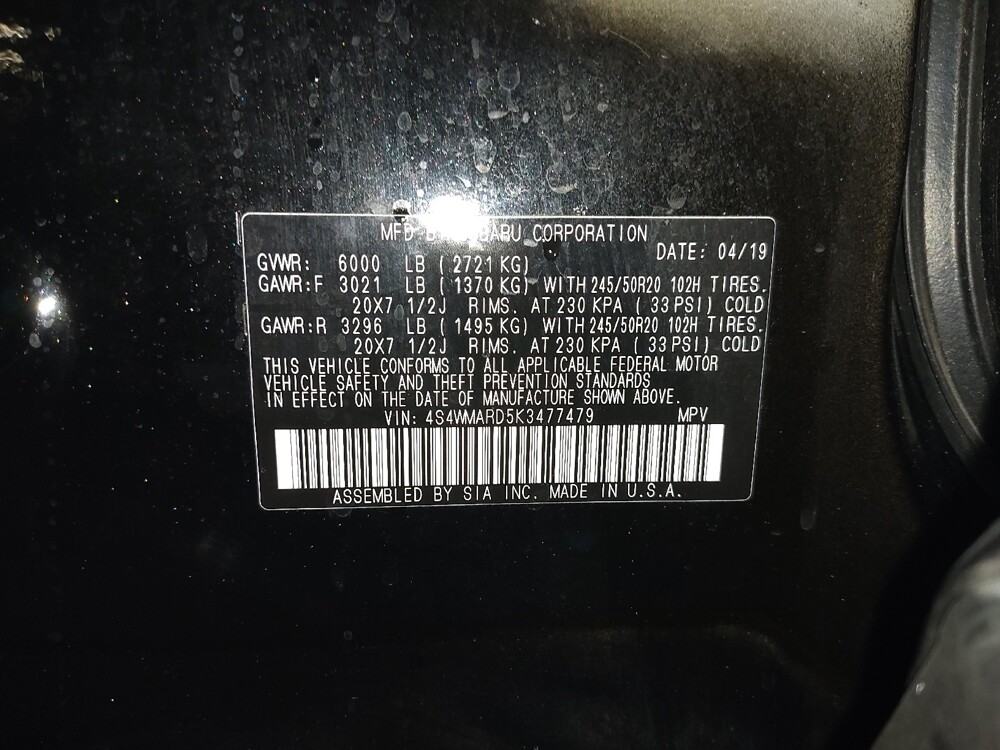 MFD BARU CORPORATION
DATE: 04/19
GVWR: 6000 LB ( 2721 KG)
GAWR:F 3021 LB ( 1370 KG) WITH 245/50R20 102H TIRES.
20X7 1/2J RIMS. AT 230 KPA ( 33 PSI) COLD
GAWR:R 3296 LB ( 1495 KG) WITH 245/50R20 102H TIRES.
20X7 1/2J RIMS. AT 230 KPA ( 33 PSI) COLD
THIS VEHICLE CONFORMS TO ALL APPLICABLE FEDERAL MOTOR
VEHICLE SAFETY AND THEFT PREVENTION STANDARDS
IN EFFECT ON THE DATE OF MANUFACTURE SHOWN ABOVE.
VIN: 4S4WMARD5K3477479 MPV
ASSEMBLED BY SIA INC. MADE IN U.S.A.